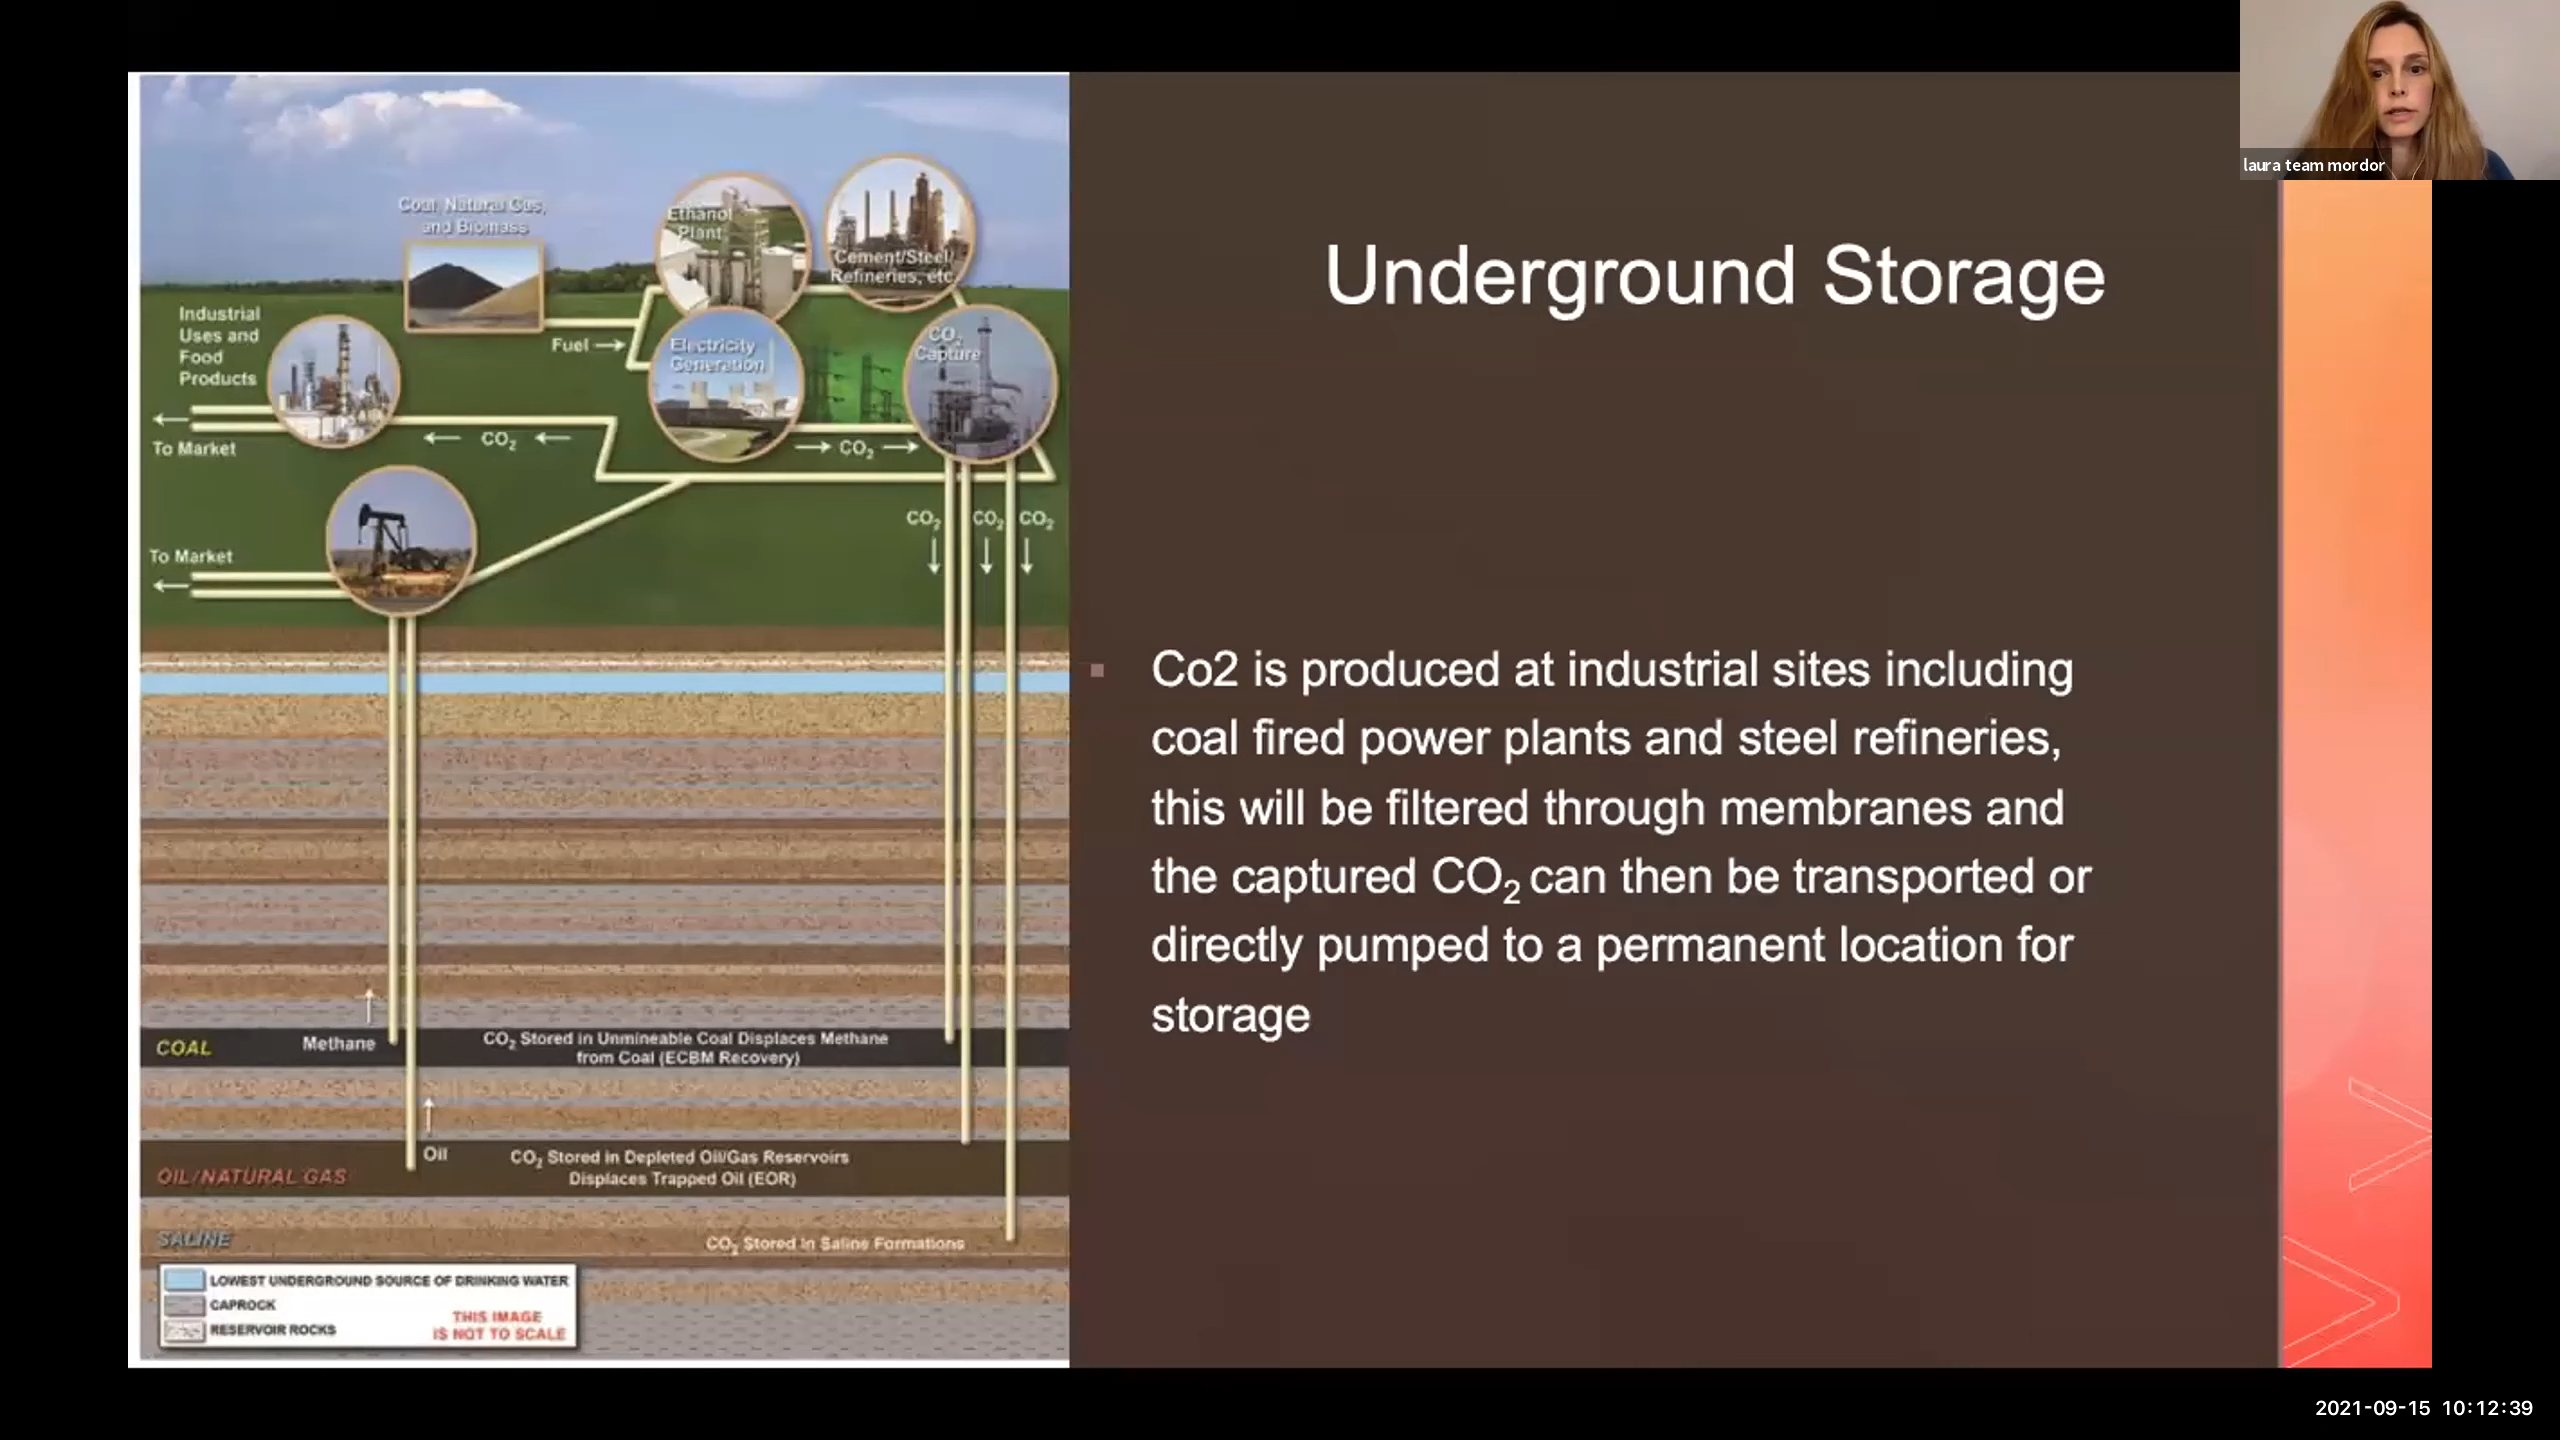 laura team mordor
Underground Storage
Co2 is produced at industrial sites including
coal fired power plants and steel refineries,
this will be filtered through membranes and
the captured CO₂ can then be transported or
directly pumped to a permanent location for
storage
Coal, Natural Gas,
and Biomass
Ethanol
Plant
Cement/Steel/
Refineries, etc.
Industrial
Uses and
Food
Products
Fuel →
Electricity
Generation
CO₂
Capture
←
To Market
← CO₂ ←
→ CO₂ →
To Market
←
CO₂ CO₂ CO₂
↓ ↓ ↓
↑
COAL
Methane
CO₂ Stored in Unmineable Coal Displaces Methane
from Coal (ECBM Recovery)
↑
Oil
OIL/NATURAL GAS
CO₂ Stored in Depleted Oil/Gas Reservoirs
Displaces Trapped Oil (EOR)
SALINE
CO₂ Stored in Saline Formations
LOWEST UNDERGROUND SOURCE OF DRINKING WATER
CAPROCK
RESERVOIR ROCKS
THIS IMAGE
IS NOT TO SCALE
2021-09-15 10:12:39